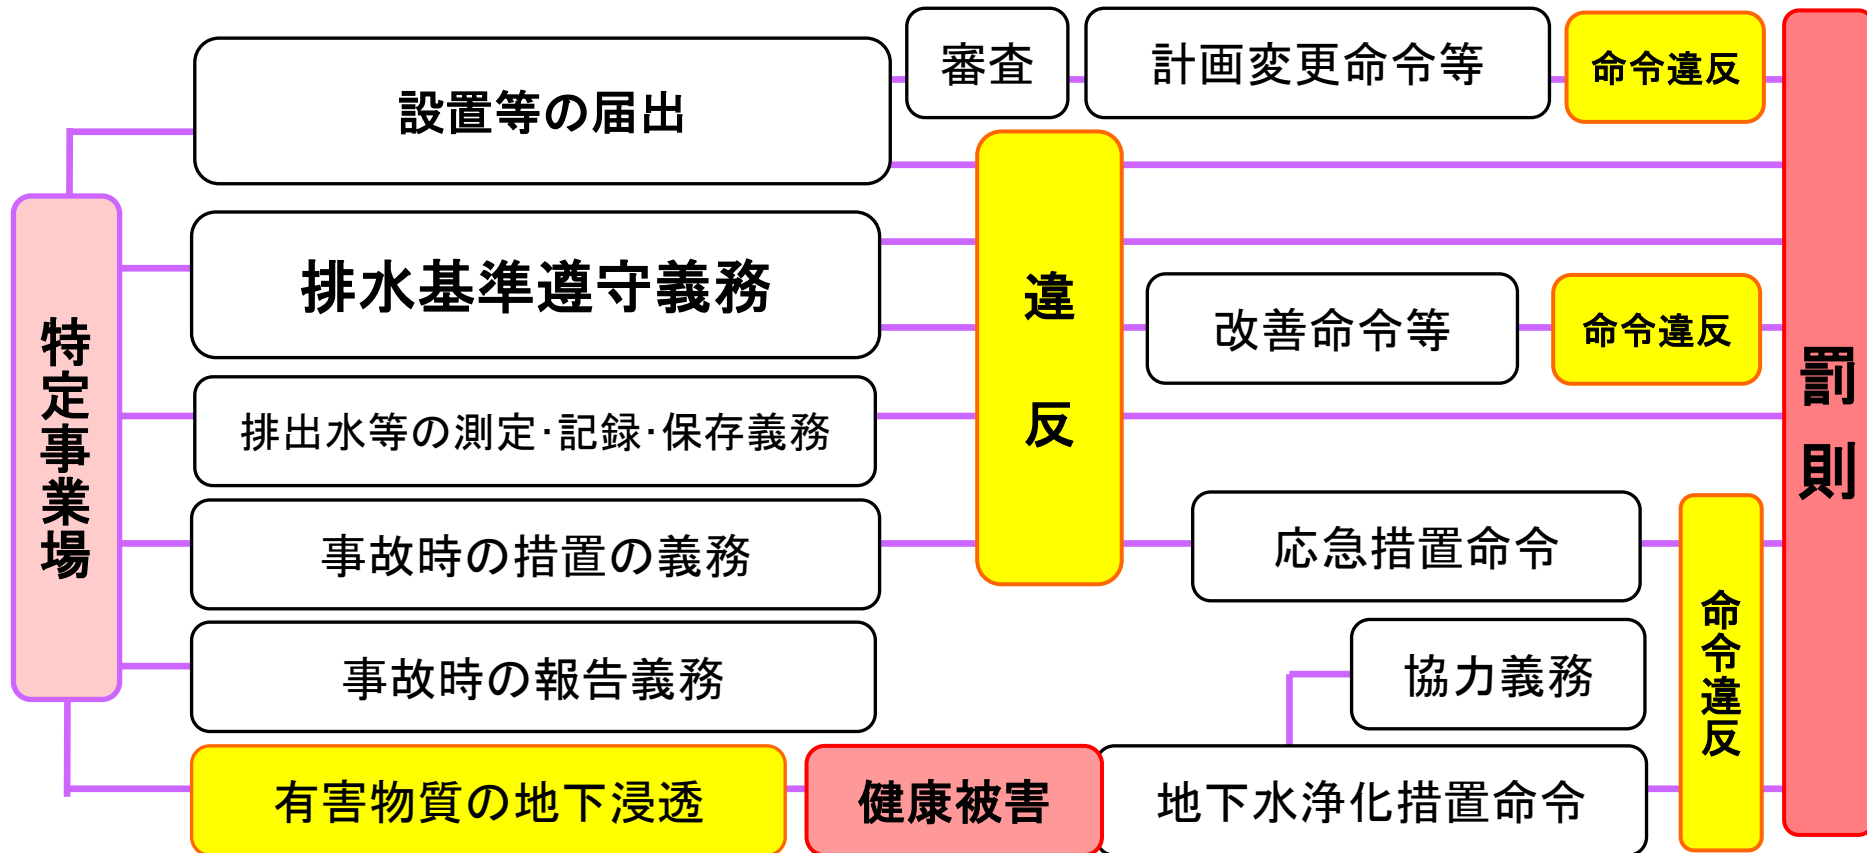 特定事業場
設置等の届出
審査
計画変更命令等
命令違反
排水基準遵守義務
違反
改善命令等
命令違反
排出水等の測定・記録・保存義務
事故時の措置の義務
応急措置命令
事故時の報告義務
協力義務
命令違反
有害物質の地下浸透
健康被害
地下水浄化措置命令
罰則